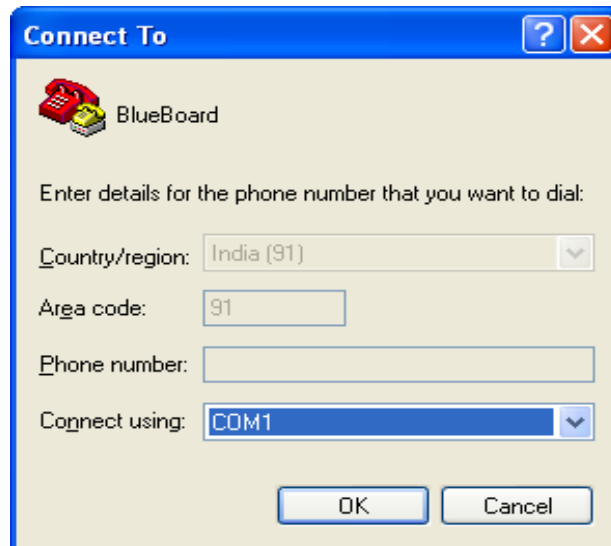 Connect To
BlueBoard
Enter details for the phone number that you want to dial:
Country/region: India (91)
Area code: 91
Phone number:
Connect using: COM1
OK Cancel